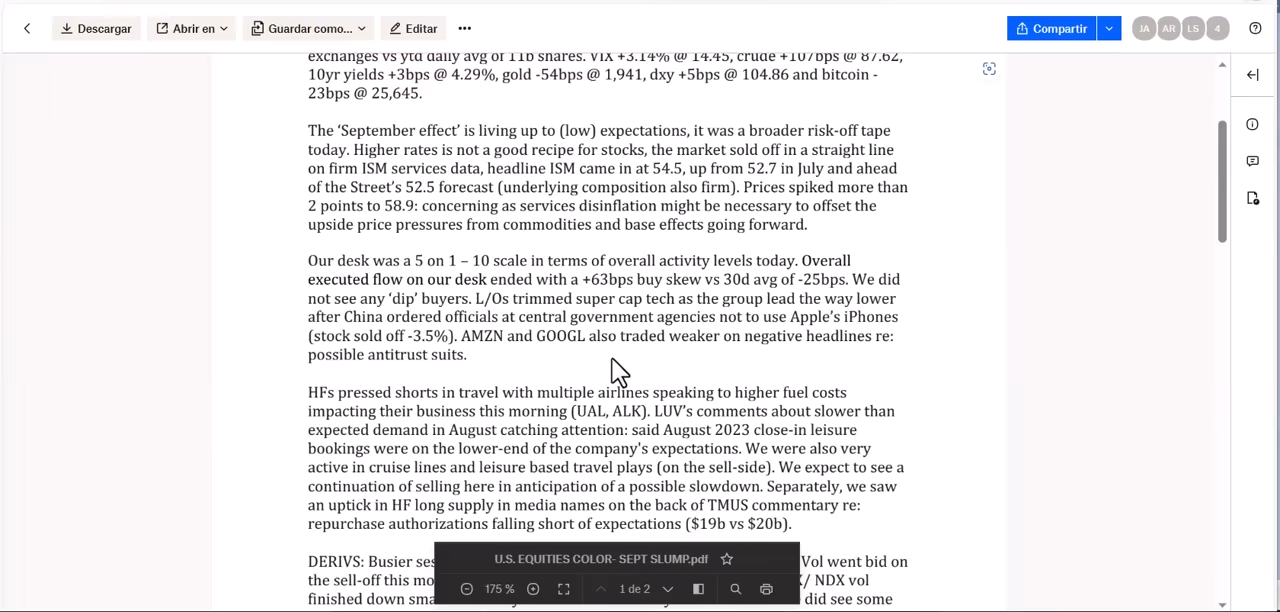 Descargar
Abrir en
Guardar como...
Editar
Compartir
JA
AR
LS
4
exchanges vs ytd daily avg of 11b shares. VIX +3.14% @ 14.45, crude +107bps @ 87.62,
10yr yields +3bps @ 4.29%, gold -54bps @ 1,941, dxy +5bps @ 104.86 and bitcoin -
23bps @ 25,645.
The ‘September effect’ is living up to (low) expectations, it was a broader risk-off tape
today. Higher rates is not a good recipe for stocks, the market sold off in a straight line
on firm ISM services data, headline ISM came in at 54.5, up from 52.7 in July and ahead
of the Street’s 52.5 forecast (underlying composition also firm). Prices spiked more than
2 points to 58.9: concerning as services disinflation might be necessary to offset the
upside price pressures from commodities and base effects going forward.
Our desk was a 5 on 1 – 10 scale in terms of overall activity levels today. Overall
executed flow on our desk ended with a +63bps buy skew vs 30d avg of -25bps. We did
not see any ‘dip’ buyers. L/Os trimmed super cap tech as the group lead the way lower
after China ordered officials at central government agencies not to use Apple’s iPhones
(stock sold off -3.5%). AMZN and GOOGL also traded weaker on negative headlines re:
possible antitrust suits.
HFs pressed shorts in travel with multiple airlines speaking to higher fuel costs
impacting their business this morning (UAL, ALK). LUV’s comments about slower than
expected demand in August catching attention: said August 2023 close-in leisure
bookings were on the lower-end of the company's expectations. We were also very
active in cruise lines and leisure based travel plays (on the sell-side). We expect to see a
continuation of selling here in anticipation of a possible slowdown. Separately, we saw
an uptick in HF long supply in media names on the back of TMUS commentary re:
repurchase authorizations falling short of expectations ($19b vs $20b).
DERIVS: Busier ses Vol went bid on
the sell-off this mo / NDX vol
finished down sma did see some
U.S. EQUITIES COLOR- SEPT SLUMP.pdf
175 %
1 de 2